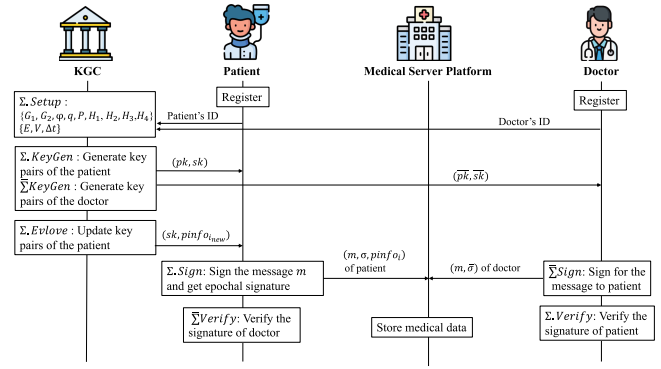 KGC
Patient
Medical Server Platform
Doctor
Σ.Setup :
{G₁, G₂, φ, q, P, H₁, H₂, H₃, H₄}
{E, V, Δt}
Register
Register
Patient's ID
Doctor's ID
Σ.KeyGen : Generate key
pairs of the patient
Σ̅KeyGen : Generate key
pairs of the doctor
(pk, sk)
(p̅k̅, s̅k̅)
Σ.Evlove : Update key
pairs of the patient
(sk, pinfo_{i_{new}})
Σ.Sign: Sign the message m
and get epochal signature
(m, σ, pinfo_i)
of patient
(m, σ̅) of doctor
Σ̅Sign: Sign for the
message to patient
Σ̅Verify: Verify the
signature of doctor
Store medical data
Σ.Verify: Verify the
signature of patient